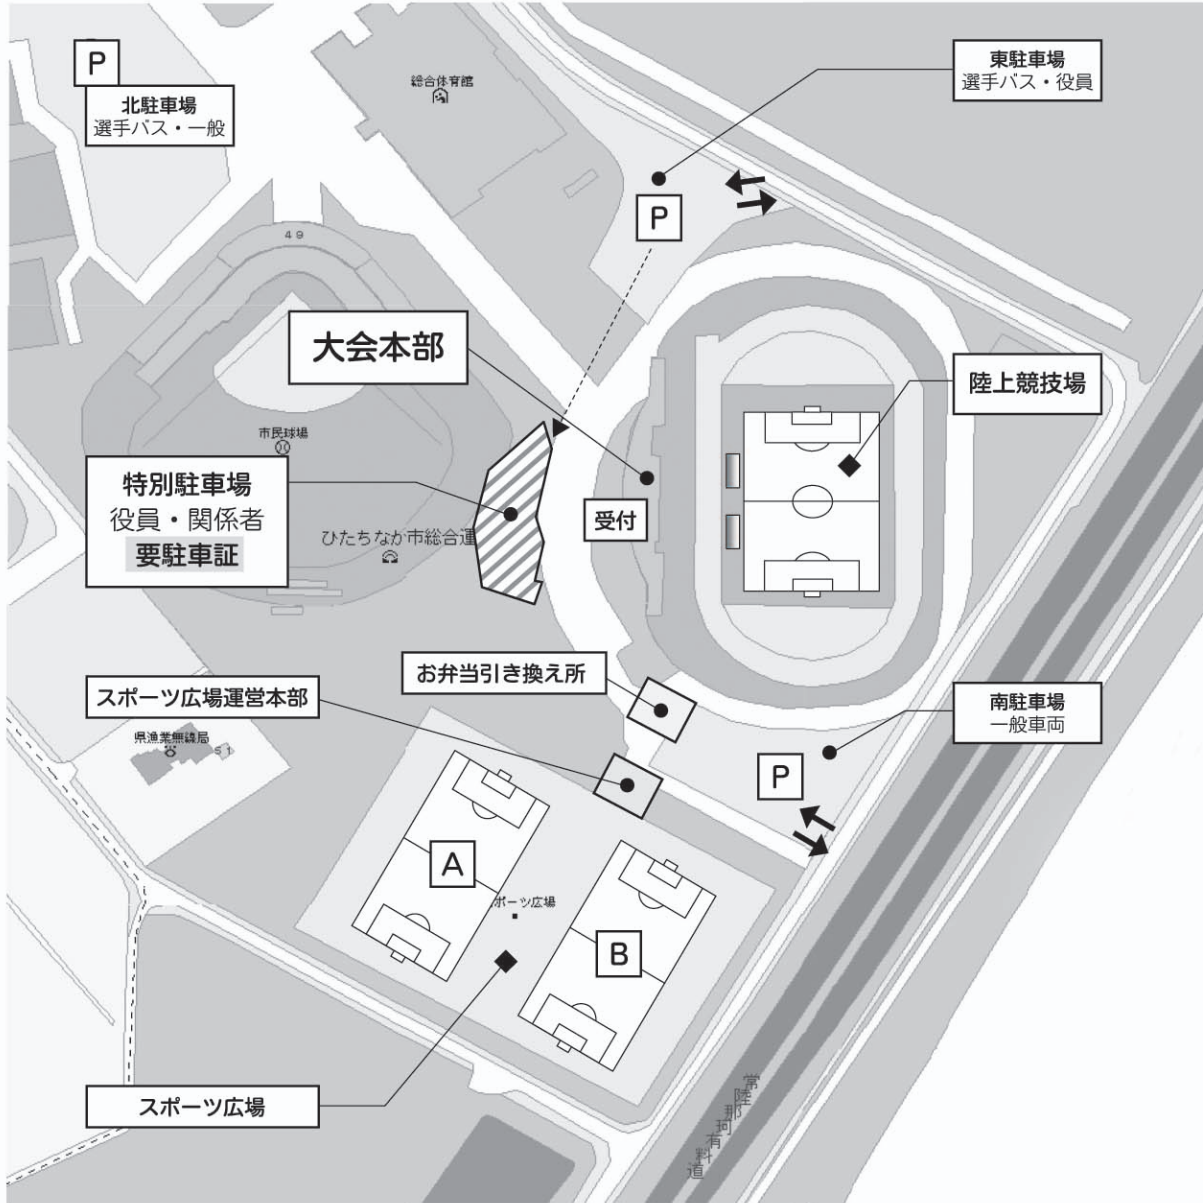 P
北駐車場
選手バス・一般
総合体育館
東駐車場
選手バス・役員
P
49
大会本部
陸上競技場
市民球場
特別駐車場
役員・関係者
要駐車証
受付
ひたちなか市総合運
お弁当引き換え所
スポーツ広場運営本部
南駐車場
一般車両
県漁業無線局
51
P
A
ポーツ広場
B
スポーツ広場
常陸那珂有料道